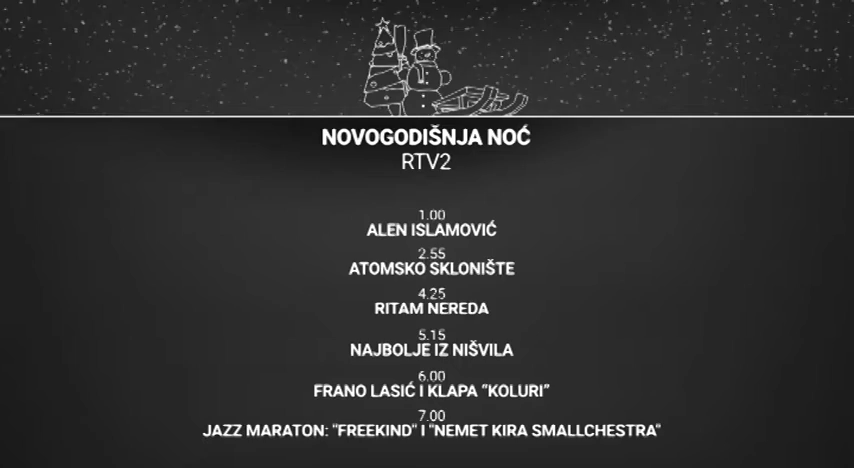 NOVOGODIŠNJA NOĆ
RTV2
1.00
ALEN ISLAMOVIĆ
2.55
ATOMSKO SKLONIŠTE
4.25
RITAM NEREDA
5.15
NAJBOLJE IZ NIŠVILA
6.00
FRANO LASIĆ I KLAPA "KOLURI"
7.00
JAZZ MARATON: "FREEKIND" I "NEMET KIRA SMALLCHESTRA"